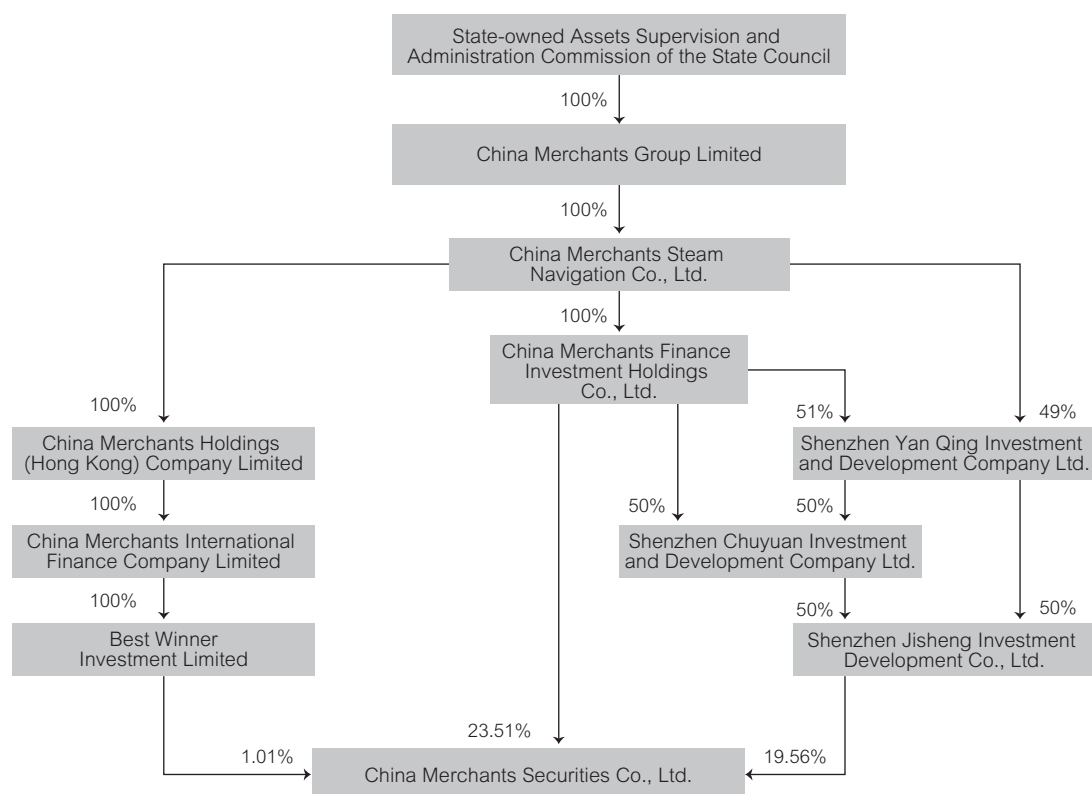 State-owned Assets Supervision and
Administration Commission of the State Council
100%
China Merchants Group Limited
100%
China Merchants Steam
Navigation Co., Ltd.
100%
China Merchants Finance
Investment Holdings
Co., Ltd.
100%
51%
49%
China Merchants Holdings
(Hong Kong) Company Limited
Shenzhen Yan Qing Investment
and Development Company Ltd.
100%
50%
50%
China Merchants International
Finance Company Limited
Shenzhen Chuyuan Investment
and Development Company Ltd.
100%
50%
50%
Best Winner
Investment Limited
Shenzhen Jisheng Investment
Development Co., Ltd.
1.01%
23.51%
19.56%
China Merchants Securities Co., Ltd.